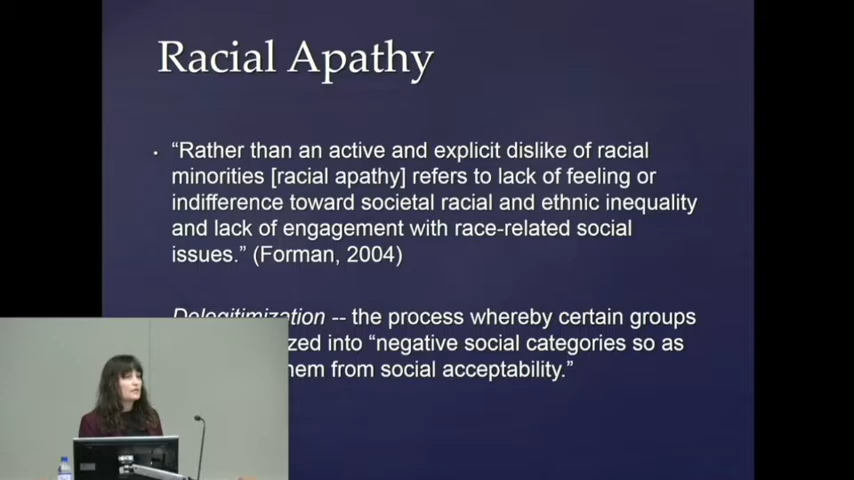 Racial Apathy
• “Rather than an active and explicit dislike of racial
minorities [racial apathy] refers to lack of feeling or
indifference toward societal racial and ethnic inequality
and lack of engagement with race-related social
issues.” (Forman, 2004)
Delegitimization -- the process whereby certain groups
zed into “negative social categories so as
hem from social acceptability.”